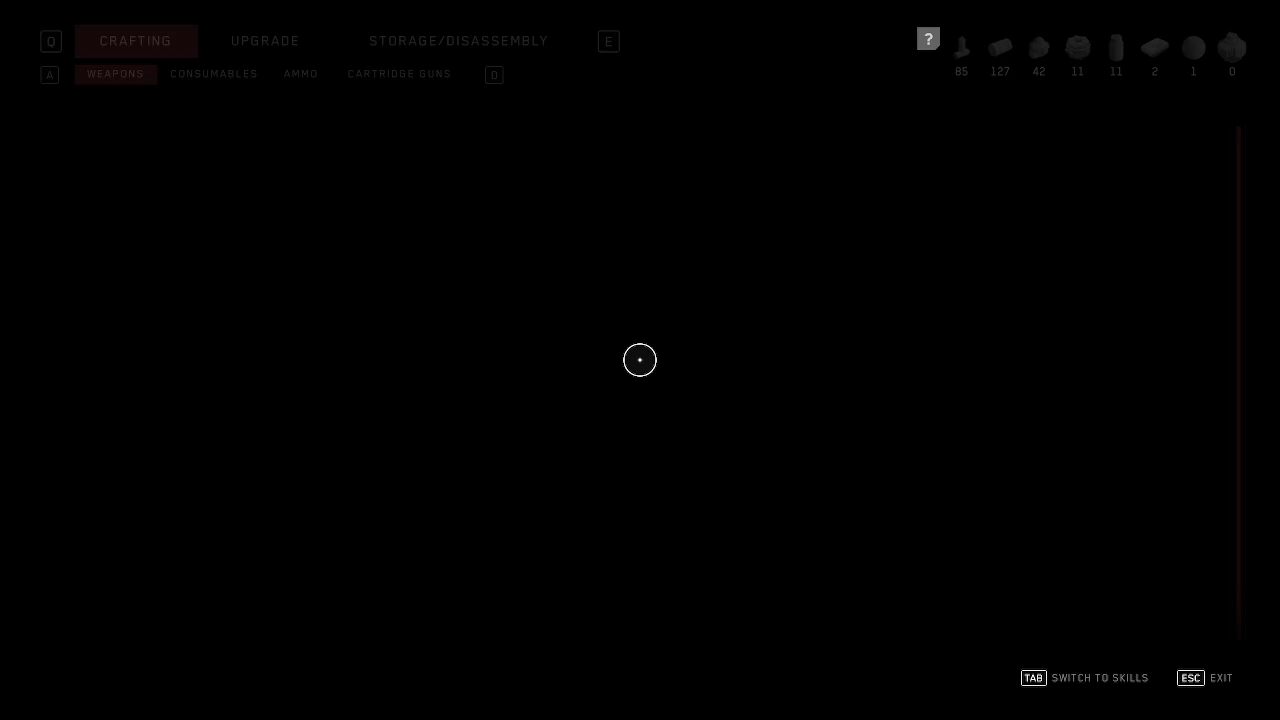 Q CRAFTING UPGRADE STORAGE/DISASSEMBLY E ?
A WEAPONS CONSUMABLES AMMO CARTRIDGE GUNS D 85 127 42 11 11 2 1 0
TAB SWITCH TO SKILLS ESC EXIT